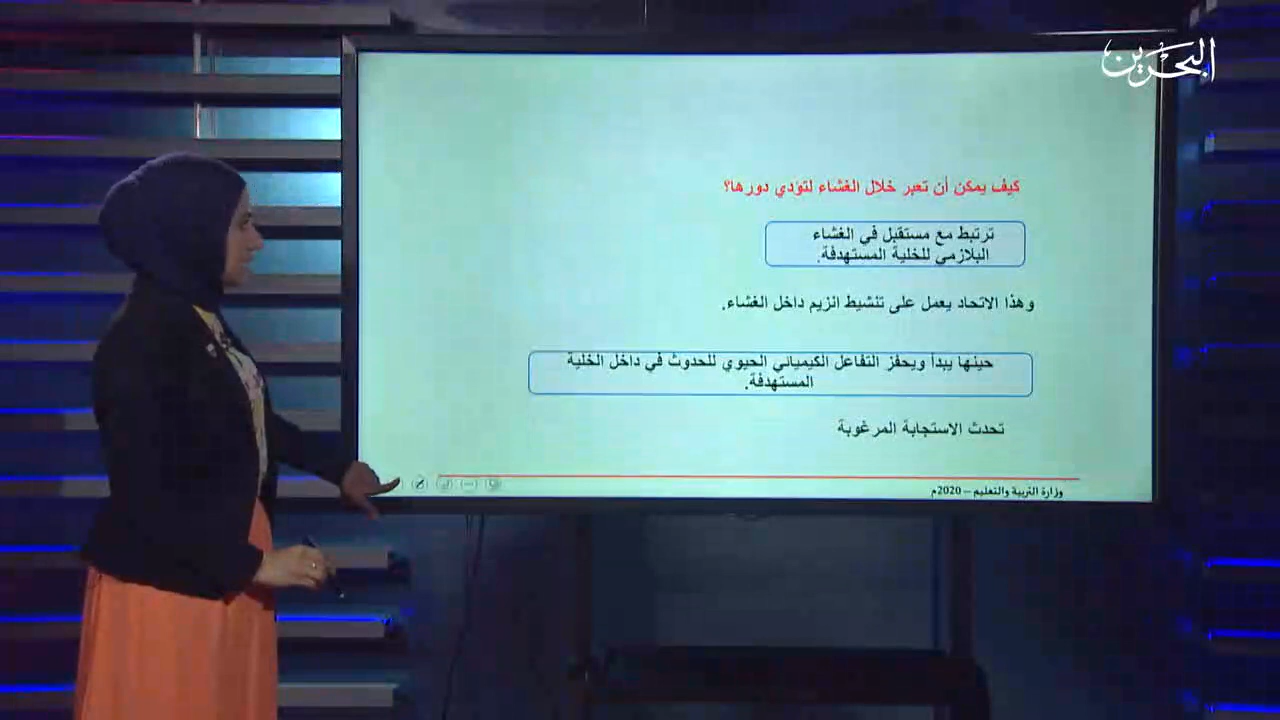 البحرين
كيف يمكن أن تعبر خلال الغشاء لتؤدي دورها؟
ترتبط مع مستقبل في الغشاء
البلازمي للخلية المستهدفة.
وهذا الاتحاد يعمل على تنشيط انزيم داخل الغشاء.
حينها يبدأ ويحفز التفاعل الكيميائي الحيوي للحدوث في داخل الخلية
المستهدفة.
تحدث الاستجابة المرغوبة
وزارة التربية والتعليم – 2020م